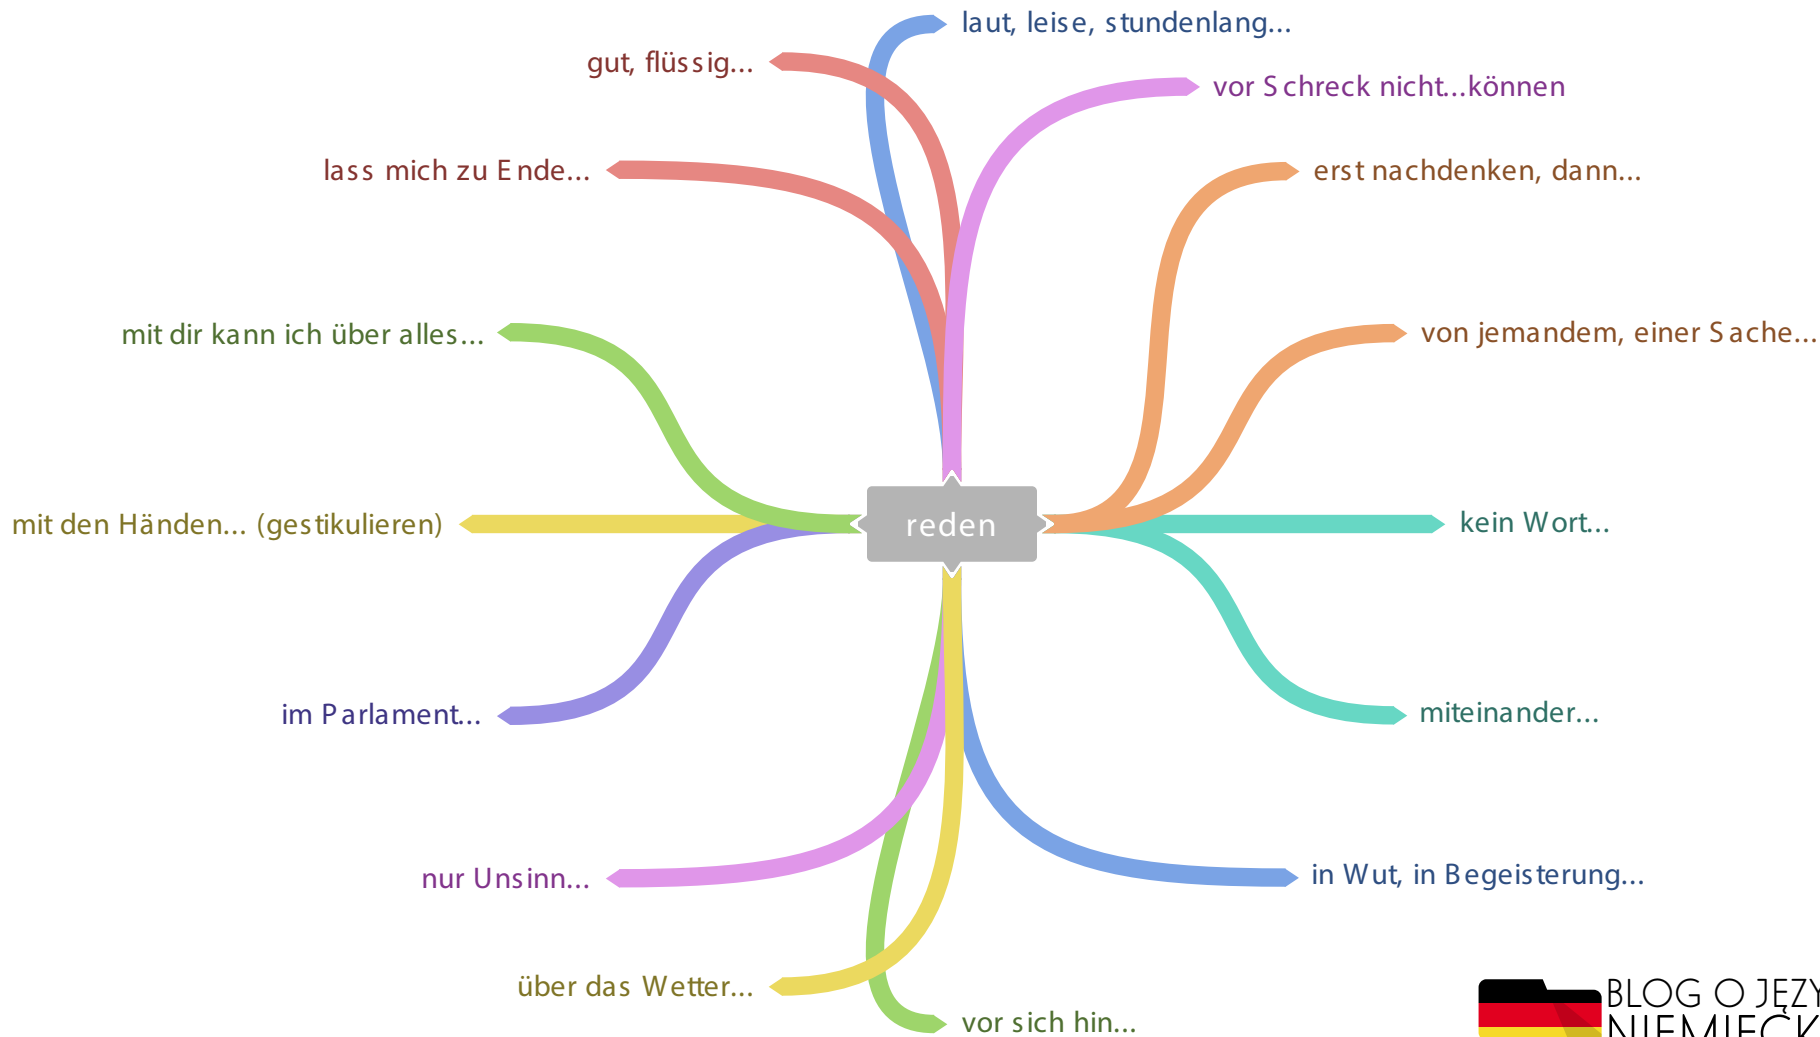 laut, leise, stundenlang...
gut, flüssig...
vor Schreck nicht...können
lass mich zu Ende...
erst nachdenken, dann...
mit dir kann ich über alles...
von jemandem, einer Sache...
mit den Händen... (gestikulieren)
reden
kein Wort...
im Parlament...
miteinander...
nur Unsinn...
in Wut, in Begeisterung...
über das Wetter...
vor sich hin...
BLOG O